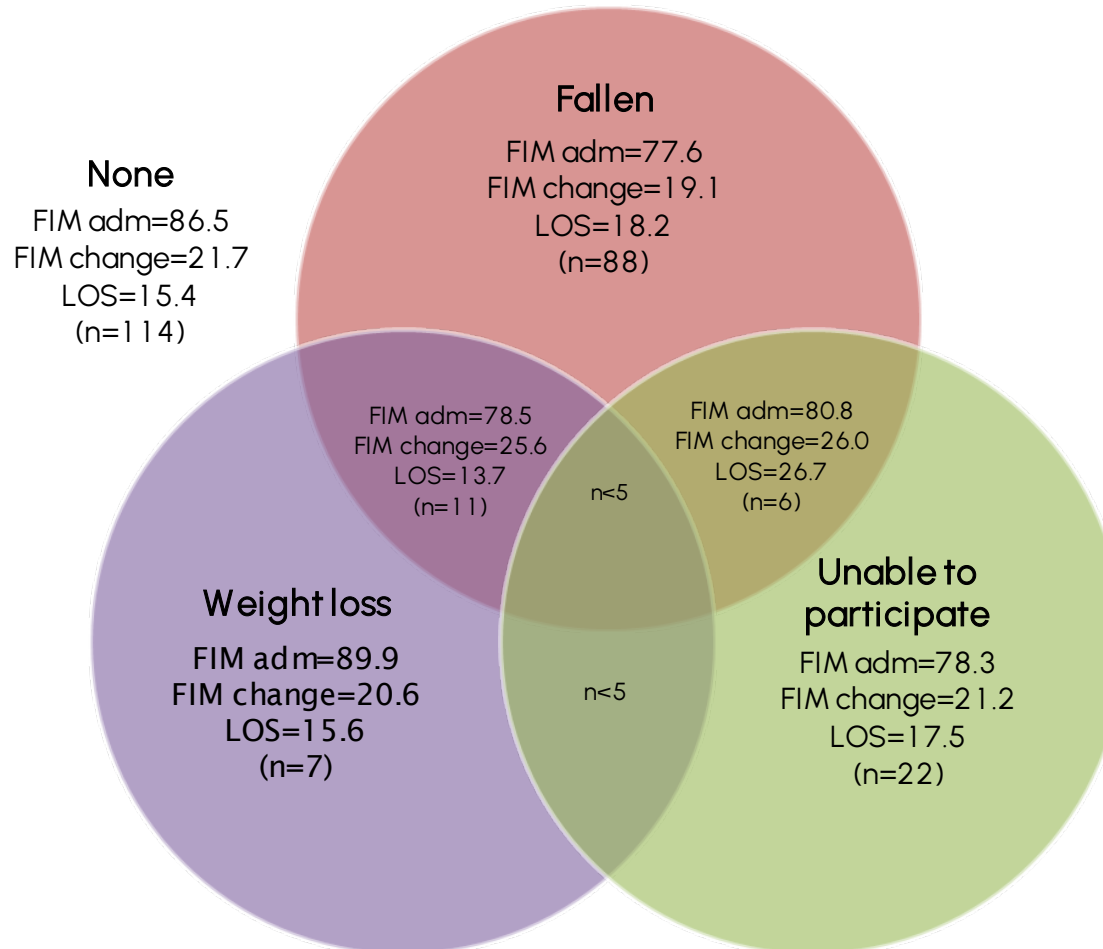 Fallen
FIM adm=77.6
FIM change=19.1
LOS=18.2
(n=88)
None
FIM adm=86.5
FIM change=21.7
LOS=15.4
(n=114)
FIM adm=78.5
FIM change=25.6
LOS=13.7
(n=11)
n<5
FIM adm=80.8
FIM change=26.0
LOS=26.7
(n=6)
Weight loss
FIM adm=89.9
FIM change=20.6
LOS=15.6
(n=7)
n<5
Unable to
participate
FIM adm=78.3
FIM change=21.2
LOS=17.5
(n=22)